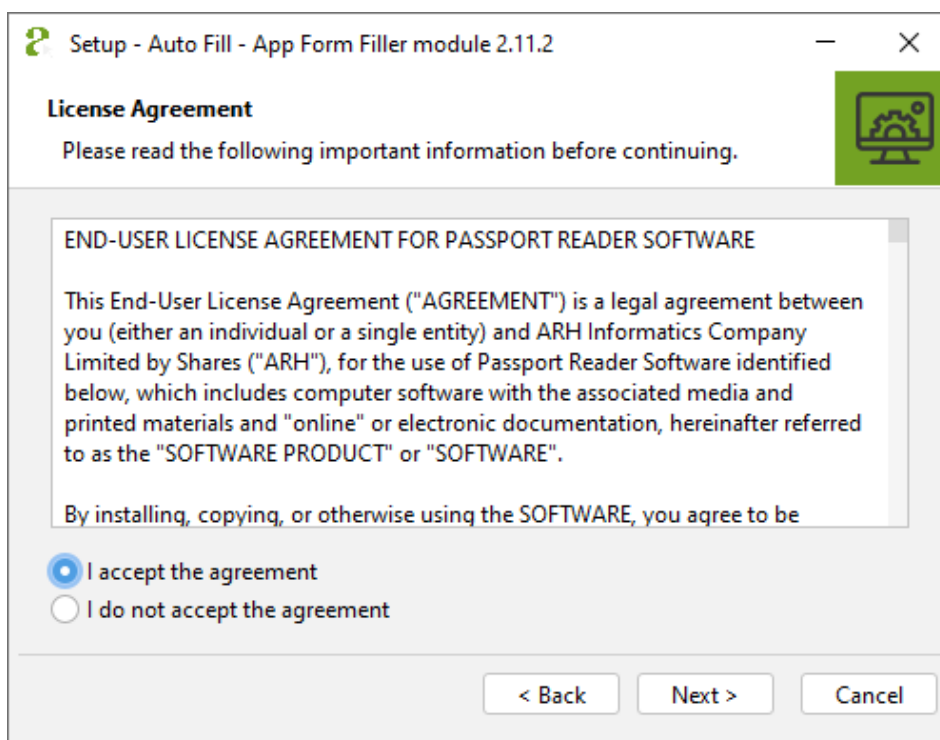 Setup - Auto Fill - App Form Filler module 2.11.2
License Agreement
Please read the following important information before continuing.
END-USER LICENSE AGREEMENT FOR PASSPORT READER SOFTWARE
This End-User License Agreement ("AGREEMENT") is a legal agreement between
you (either an individual or a single entity) and ARH Informatics Company
Limited by Shares ("ARH"), for the use of Passport Reader Software identified
below, which includes computer software with the associated media and
printed materials and "online" or electronic documentation, hereinafter referred
to as the "SOFTWARE PRODUCT" or "SOFTWARE".
By installing, copying, or otherwise using the SOFTWARE, you agree to be
I accept the agreement
I do not accept the agreement
< Back Next > Cancel